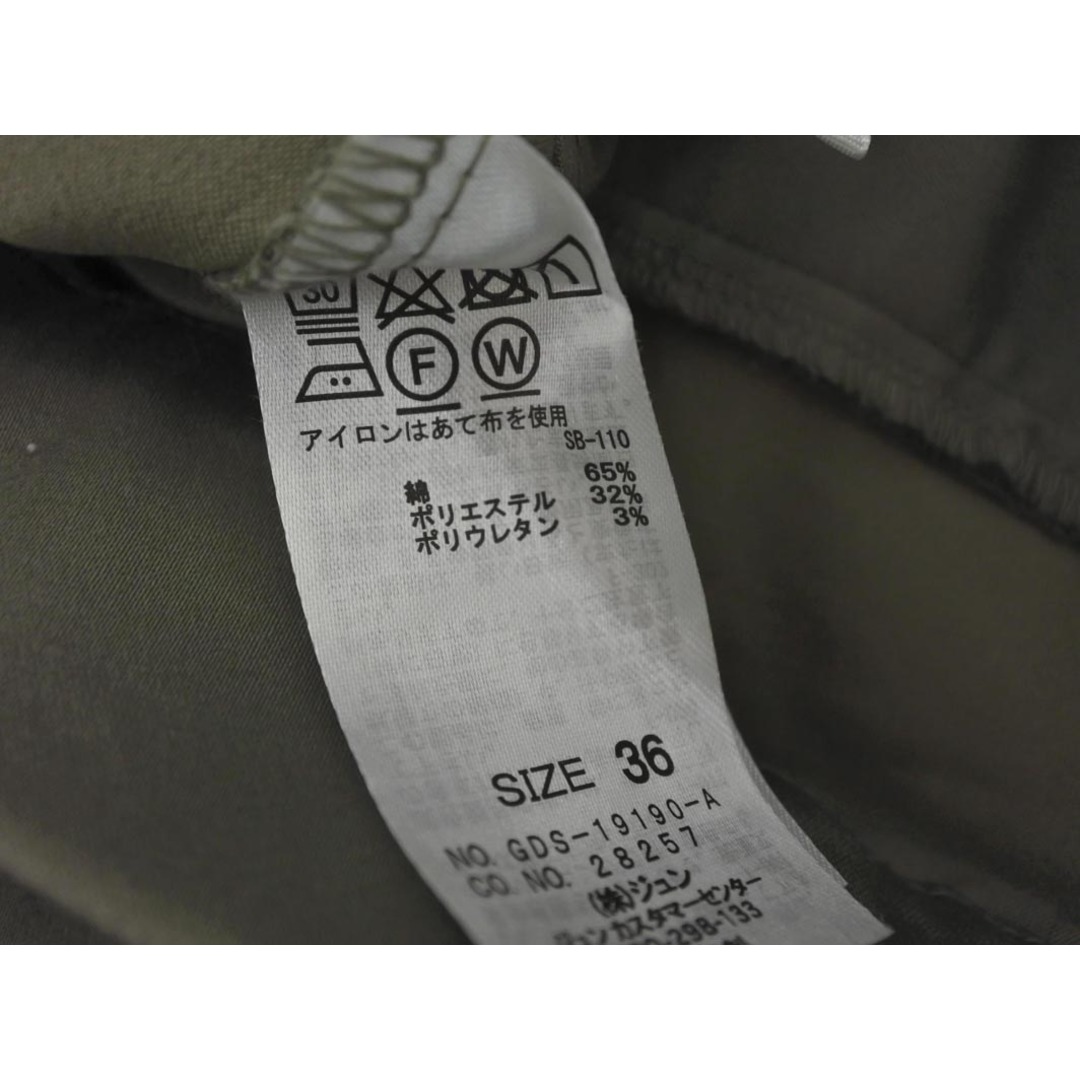 30
F W
アイロンはあて布を使用
SB-110
綿 65%
ポリエステル 32%
ポリウレタン 3%
SIZE 36
NO. GDS-19190-A
CO. NO. 28257
(株)ジュン
ジュンカスタマーセンター
-298-133